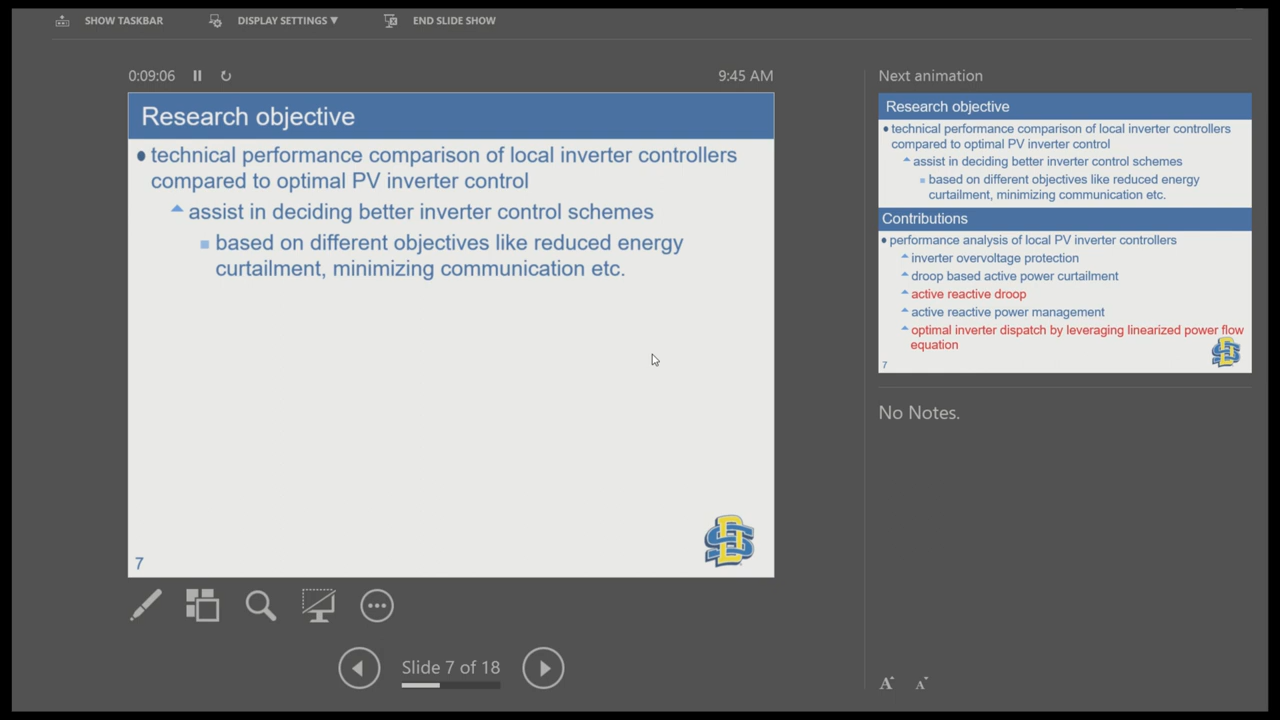 SHOW TASKBAR
DISPLAY SETTINGS ▼
END SLIDE SHOW
0:09:06
9:45 AM
Research objective
technical performance comparison of local inverter controllers
compared to optimal PV inverter control
assist in deciding better inverter control schemes
based on different objectives like reduced energy
curtailment, minimizing communication etc.
7
Slide 7 of 18
Next animation
Research objective
technical performance comparison of local inverter controllers
compared to optimal PV inverter control
assist in deciding better inverter control schemes
based on different objectives like reduced energy
curtailment, minimizing communication etc.
Contributions
performance analysis of local PV inverter controllers
inverter overvoltage protection
droop based active power curtailment
active reactive droop
active reactive power management
optimal inverter dispatch by leveraging linearized power flow
equation
7
No Notes.
A A